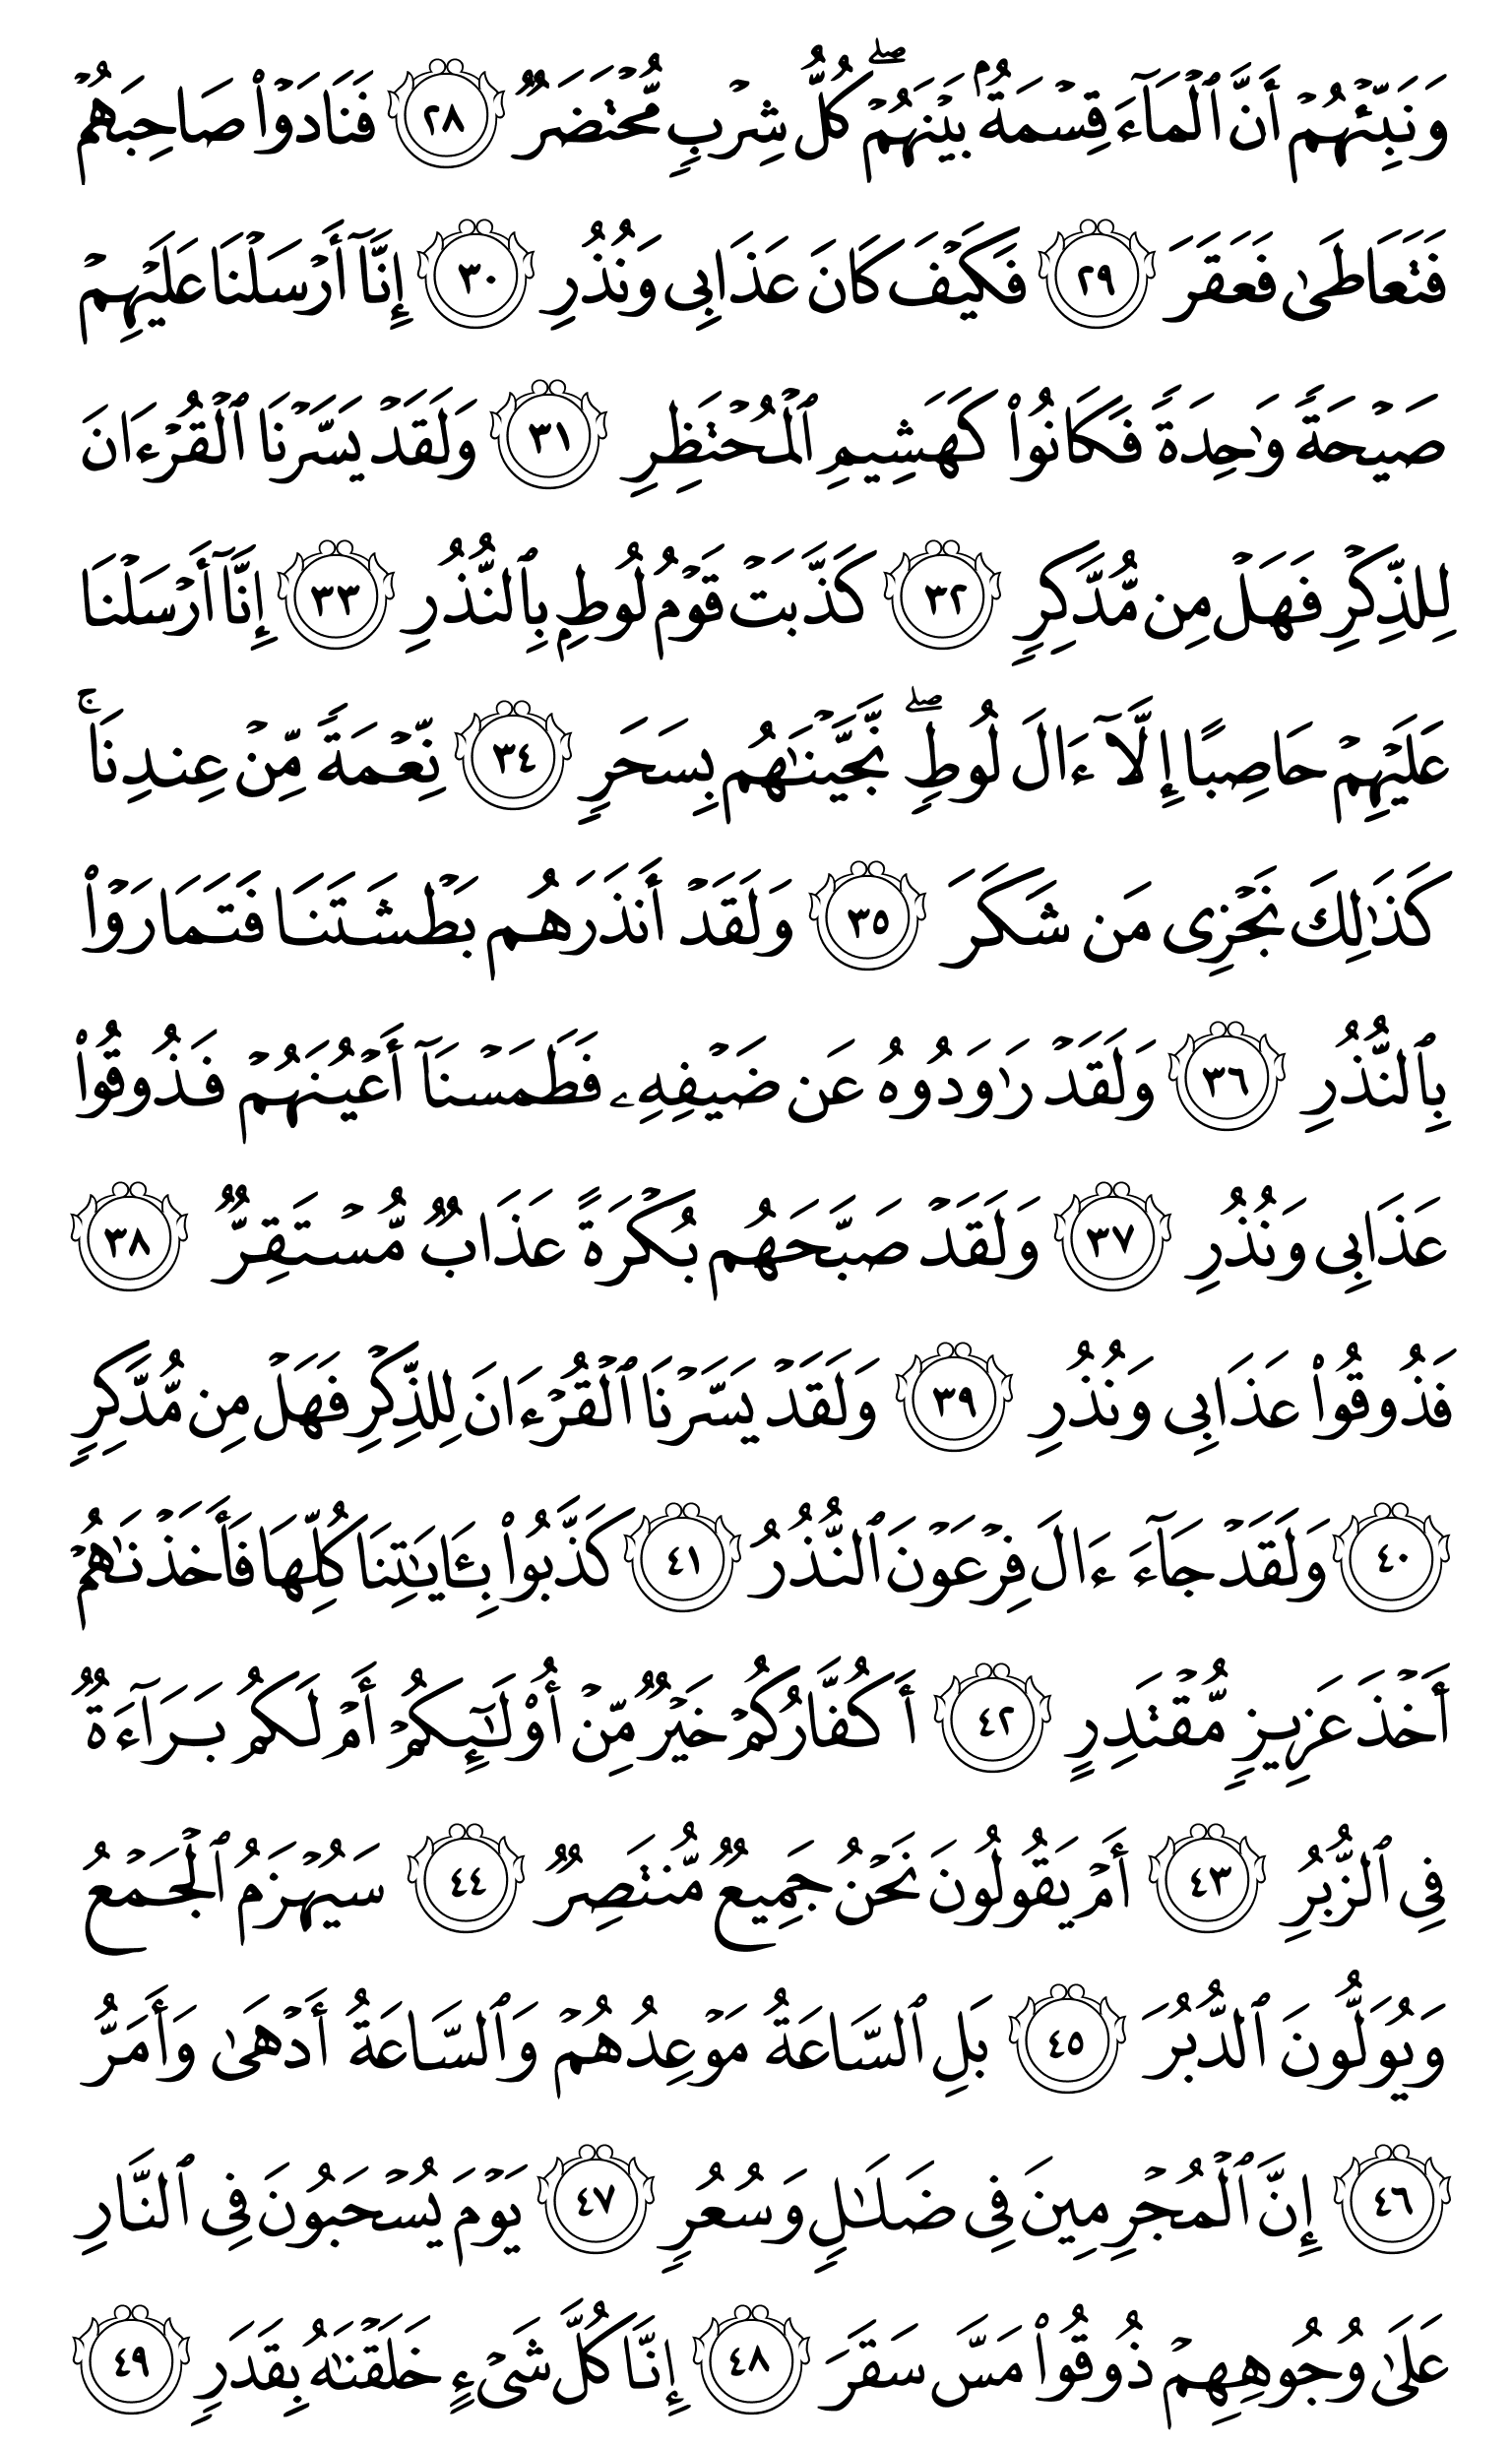 وَنَبِّئْهُمْ أَنَّ ٱلْمَآءَ قِسْمَةٌۢ بَيْنَهُمْ ۖ كُلُّ شِرْبٍ مُّحْتَضَرٌ ٢٨ فَنَادَوْا۟ صَاحِبَهُمْ
فَتَعَاطَىٰ فَعَقَرَ ٢٩ فَكَيْفَ كَانَ عَذَابِى وَنُذُرِ ٣٠ إِنَّآ أَرْسَلْنَا عَلَيْهِمْ
صَيْحَةً وَٰحِدَةً فَكَانُوا۟ كَهَشِيمِ ٱلْمُحْتَظِرِ ٣١ وَلَقَدْ يَسَّرْنَا ٱلْقُرْءَانَ
لِلذِّكْرِ فَهَلْ مِن مُّدَّكِرٍ ٣٢ كَذَّبَتْ قَوْمُ لُوطٍۭ بِٱلنُّذُرِ ٣٣ إِنَّآ أَرْسَلْنَا
عَلَيْهِمْ حَاصِبًا إِلَّآ ءَالَ لُوطٍ ۖ نَّجَّيْنَٰهُم بِسَحَرٍ ٣٤ نِّعْمَةً مِّنْ عِندِنَا ۚ
كَذَٰلِكَ نَجْزِى مَن شَكَرَ ٣٥ وَلَقَدْ أَنذَرَهُم بَطْشَتَنَا فَتَمَارَوْا۟
بِٱلنُّذُرِ ٣٦ وَلَقَدْ رَٰوَدُوهُ عَن ضَيْفِهِۦ فَطَمَسْنَآ أَعْيُنَهُمْ فَذُوقُوا۟
عَذَابِى وَنُذُرِ ٣٧ وَلَقَدْ صَبَّحَهُم بُكْرَةً عَذَابٌ مُّسْتَقِرٌّ ٣٨
فَذُوقُوا۟ عَذَابِى وَنُذُرِ ٣٩ وَلَقَدْ يَسَّرْنَا ٱلْقُرْءَانَ لِلذِّكْرِ فَهَلْ مِن مُّدَّكِرٍ
٤٠ وَلَقَدْ جَآءَ ءَالَ فِرْعَوْنَ ٱلنُّذُرُ ٤١ كَذَّبُوا۟ بِـَٔايَٰتِنَا كُلِّهَا فَأَخَذْنَٰهُمْ
أَخْذَ عَزِيزٍ مُّقْتَدِرٍ ٤٢ أَكُفَّارُكُمْ خَيْرٌ مِّنْ أُو۟لَٰٓئِكُمْ أَمْ لَكُم بَرَآءَةٌ
فِى ٱلزُّبُرِ ٤٣ أَمْ يَقُولُونَ نَحْنُ جَمِيعٌ مُّنتَصِرٌ ٤٤ سَيُهْزَمُ ٱلْجَمْعُ
وَيُوَلُّونَ ٱلدُّبُرَ ٤٥ بَلِ ٱلسَّاعَةُ مَوْعِدُهُمْ وَٱلسَّاعَةُ أَدْهَىٰ وَأَمَرُّ
٤٦ إِنَّ ٱلْمُجْرِمِينَ فِى ضَلَٰلٍ وَسُعُرٍ ٤٧ يَوْمَ يُسْحَبُونَ فِى ٱلنَّارِ
عَلَىٰ وُجُوهِهِمْ ذُوقُوا۟ مَسَّ سَقَرَ ٤٨ إِنَّا كُلَّ شَىْءٍ خَلَقْنَٰهُ بِقَدَرٍ ٤٩